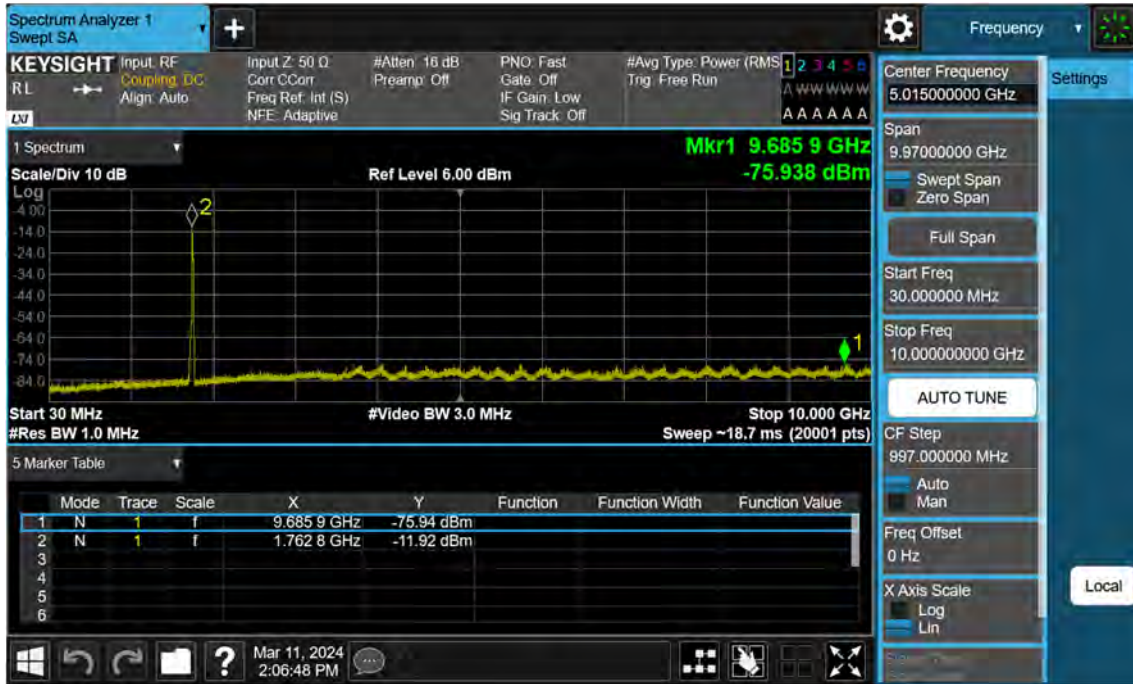 Spectrum Analyzer 1
Swept SA
Frequency
KEYSIGHT
RL
LXI
Input: RF
Coupling: DC
Align: Auto
Input Z: 50 Ω
Corr CCorr
Freq Ref: Int (S)
NFE: Adaptive
#Atten: 16 dB
Preamp: Off
PNO: Fast
Gate: Off
IF Gain: Low
Sig Track: Off
#Avg Type: Power (RMS
Trig: Free Run
1 2 3 4 5 6
A W W W W W
A A A A A A
1 Spectrum
Scale/Div 10 dB
Ref Level 6.00 dBm
Mkr1 9.685 9 GHz
-75.938 dBm
Log
-4.00
-14.0
-24.0
-34.0
-44.0
-54.0
-64.0
-74.0
-84.0
2
1
Start 30 MHz
#Video BW 3.0 MHz
Stop 10.000 GHz
#Res BW 1.0 MHz
Sweep ~18.7 ms (20001 pts)
5 Marker Table
Mode Trace Scale X Y Function Function Width Function Value
1 N 1 f 9.685 9 GHz -75.94 dBm
2 N 1 f 1.762 8 GHz -11.92 dBm
3
4
5
6
Mar 11, 2024
2:06:48 PM
Center Frequency
5.015000000 GHz
Span
9.97000000 GHz
Swept Span
Zero Span
Full Span
Start Freq
30.000000 MHz
Stop Freq
10.000000000 GHz
AUTO TUNE
CF Step
997.000000 MHz
Auto
Man
Freq Offset
0 Hz
X Axis Scale
Log
Lin
Settings
Local